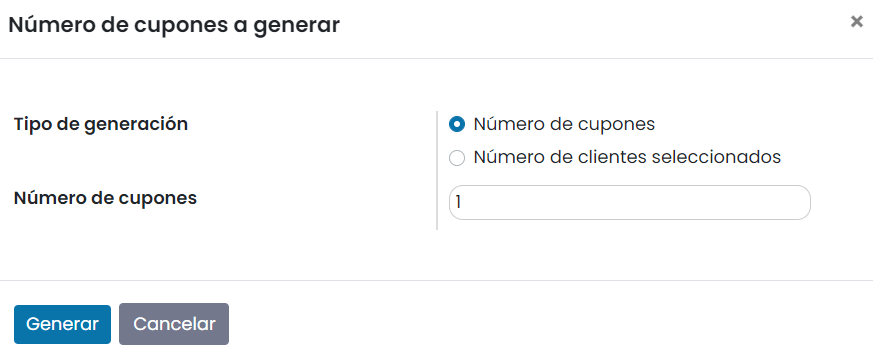 Número de cupones a generar
×
Tipo de generación
Número de cupones
Número de clientes seleccionados
Número de cupones
1
Generar
Cancelar